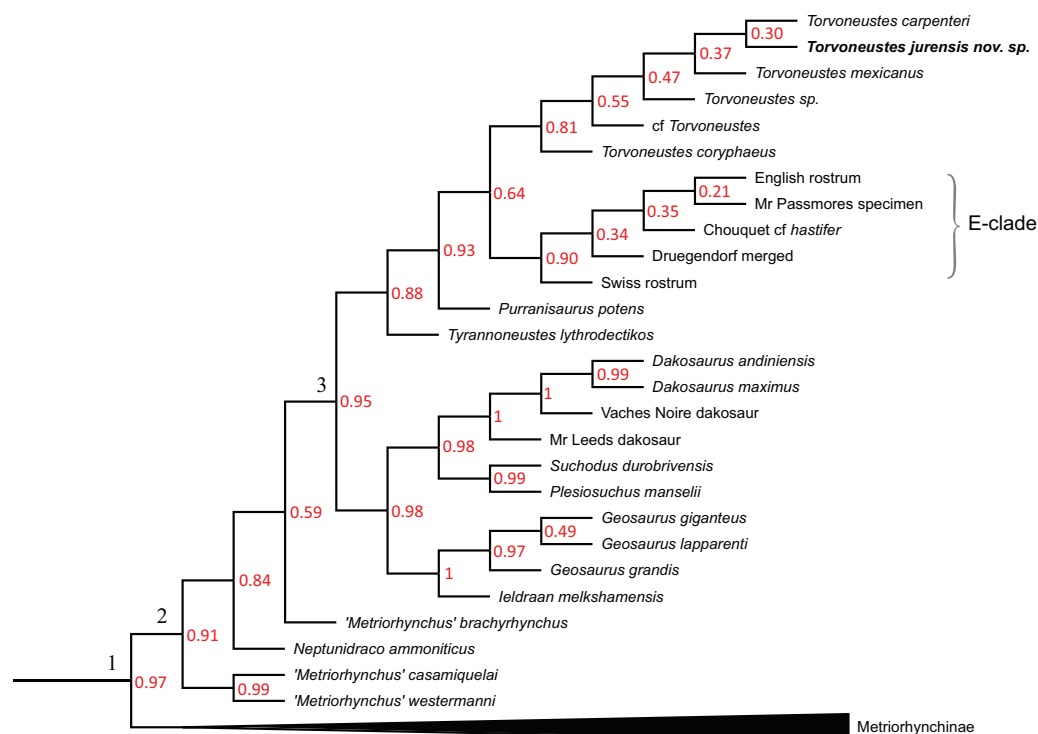 Torvoneustes carpenteri
0.30
Torvoneustes jurensis nov. sp.
0.37
Torvoneustes mexicanus
0.47
Torvoneustes sp.
0.55
cf Torvoneustes
0.81
Torvoneustes coryphaeus
English rostrum
0.21
0.64
Mr Passmores specimen
0.35
E-clade
Chouquet cf hastifer
0.34
0.93
Druegendorf merged
0.90
Swiss rostrum
0.88
Purranisaurus potens
Tyrannoneustes lythrodectikos
Dakosaurus andiniensis
0.99
3
Dakosaurus maximus
1
0.95
Vaches Noire dakosaur
1
Mr Leeds dakosaur
0.98
Suchodus durobrivensis
0.99
Plesiosuchus manselii
0.59
0.98
Geosaurus giganteus
0.49
Geosaurus lapparenti
0.97
Geosaurus grandis
1
0.84
Ieldraan melkshamensis
2
'Metriorhynchus' brachyrhynchus
0.91
Neptunidraco ammoniticus
1
'Metriorhynchus' casamiquelai
0.97
0.99
'Metriorhynchus' westermanni
Metriorhynchinae